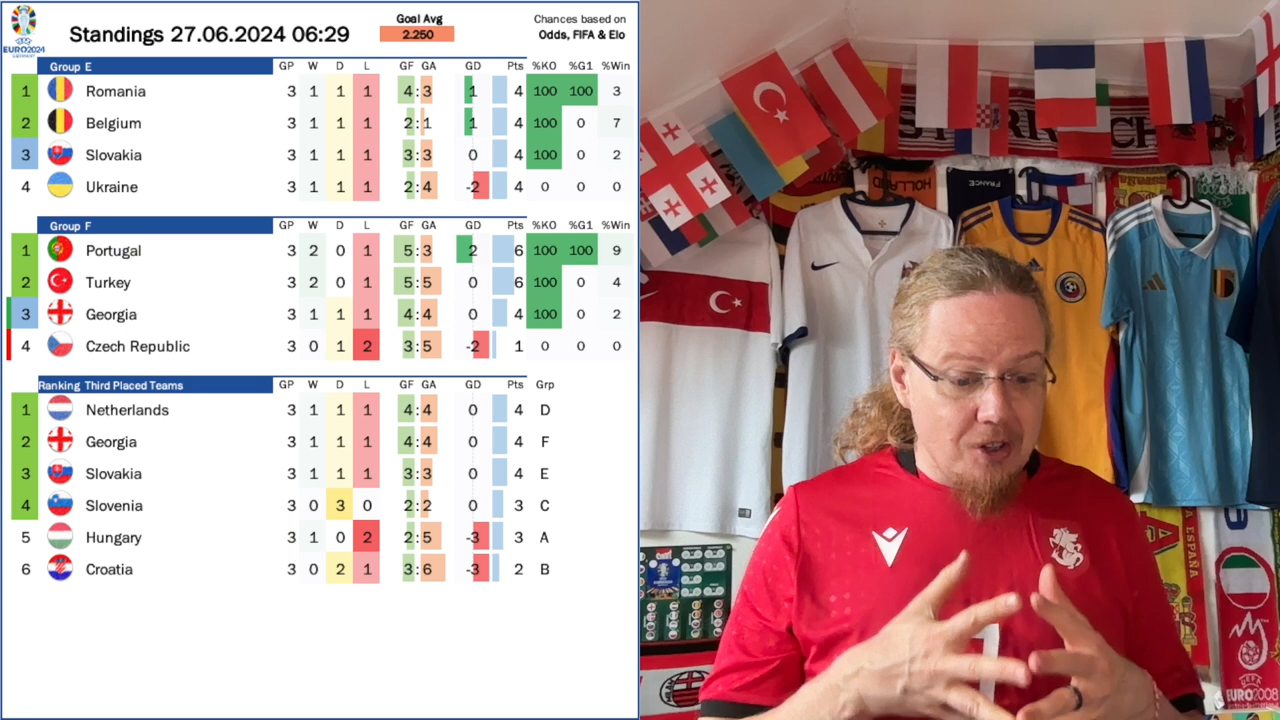 Goal Avg
Chances based on
Standings 27.06.2024 06:29
2.250
Odds, FIFA & Elo
EURO2024
GERMANY
Group E GP W D L GF GA GD Pts %KO %G1 %Win
1 Romania 3 1 1 1 4:3 1 4 100 100 3
2 Belgium 3 1 1 1 2:1 1 4 100 0 7
3 Slovakia 3 1 1 1 3:3 0 4 100 0 2
4 Ukraine 3 1 1 1 2:4 -2 4 0 0 0
Group F GP W D L GF GA GD Pts %KO %G1 %Win
1 Portugal 3 2 0 1 5:3 2 6 100 100 9
2 Turkey 3 2 0 1 5:5 0 6 100 0 4
3 Georgia 3 1 1 1 4:4 0 4 100 0 2
4 Czech Republic 3 0 1 2 3:5 -2 1 0 0 0
Ranking Third Placed Teams GP W D L GF GA GD Pts Grp
1 Netherlands 3 1 1 1 4:4 0 4 D
2 Georgia 3 1 1 1 4:4 0 4 F
3 Slovakia 3 1 1 1 3:3 0 4 E
4 Slovenia 3 0 3 0 2:2 0 3 C
5 Hungary 3 1 0 2 2:5 -3 3 A
6 Croatia 3 0 2 1 3:6 -3 2 B
HOLLAND
FRANCE
ESPAÑA
UEFA
EURO2008